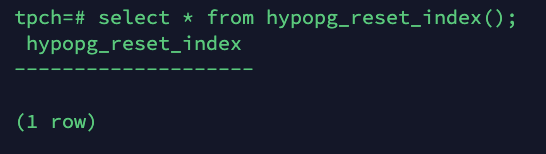 tpch=# select * from hypopg_reset_index();
 hypopg_reset_index
--------------------
(1 row)